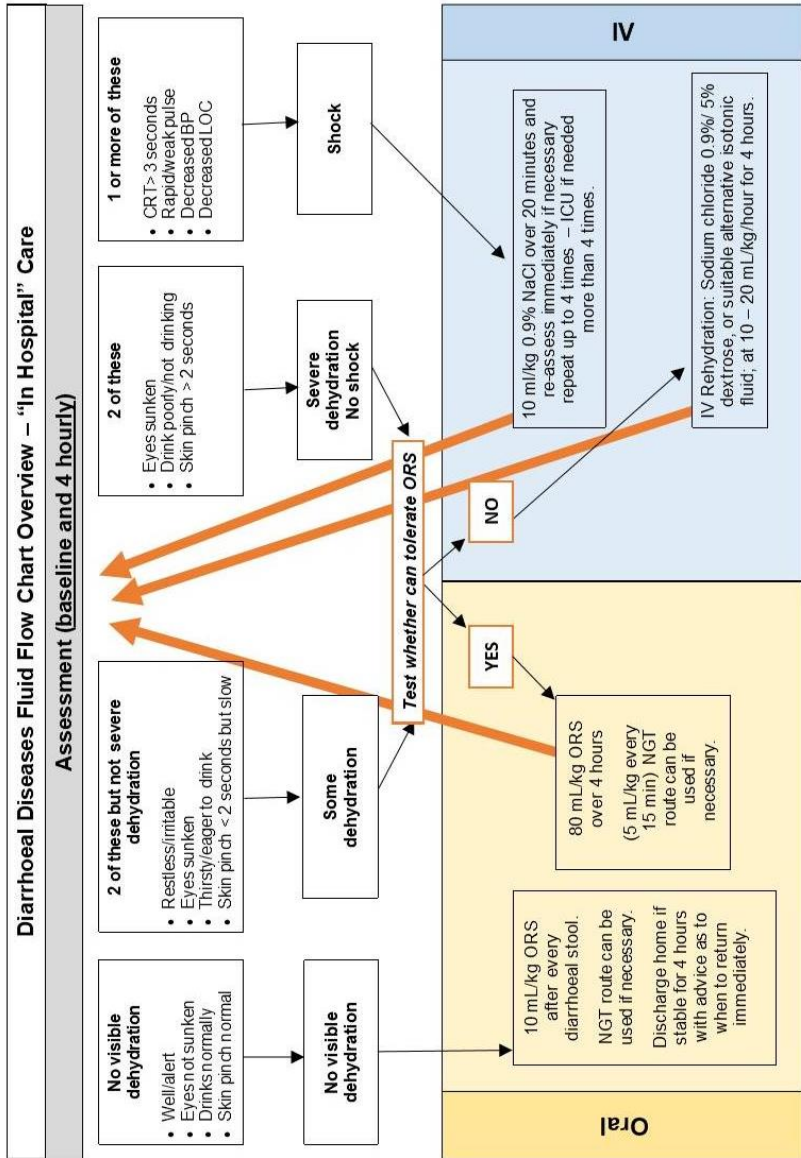 Diarrhoeal Diseases Fluid Flow Chart Overview – “In Hospital” Care
Assessment (baseline and 4 hourly)
No visible
dehydration
• Well/alert
• Eyes not sunken
• Drinks normally
• Skin pinch normal
2 of these but not severe
dehydration
• Restless/irritable
• Eyes sunken
• Thirsty/eager to drink
• Skin pinch < 2 seconds but slow
2 of these
• Eyes sunken
• Drink poorly/not drinking
• Skin pinch > 2 seconds
1 or more of these
• CRT> 3 seconds
• Rapid/weak pulse
• Decreased BP
• Decreased LOC
No visible
dehydration
Some
dehydration
Severe
dehydration
No shock
Shock
Test whether can tolerate ORS
YES
NO
Oral
10 mL/kg ORS
after every
diarrhoeal stool.
NGT route can be
used if necessary.
Discharge home if
stable for 4 hours
with advice as to
when to return
immediately.
80 mL/kg ORS
over 4 hours
(5 mL/kg every
15 min) NGT
route can be
used if
necessary.
10 ml/kg 0.9% NaCl over 20 minutes and
re-assess immediately if necessary
repeat up to 4 times – ICU if needed
more than 4 times.
IV Rehydration: Sodium chloride 0.9%/ 5%
dextrose, or suitable alternative isotonic
fluid; at 10 – 20 mL/kg/hour for 4 hours.
IV